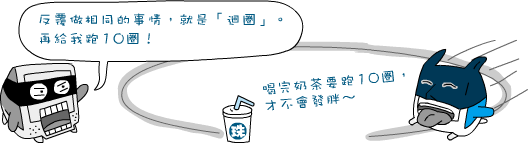 反覆做相同的事情，就是「迴圈」。
再給我跑10圈！
喝完奶茶要跑10圈，
才不會發胖～
珠